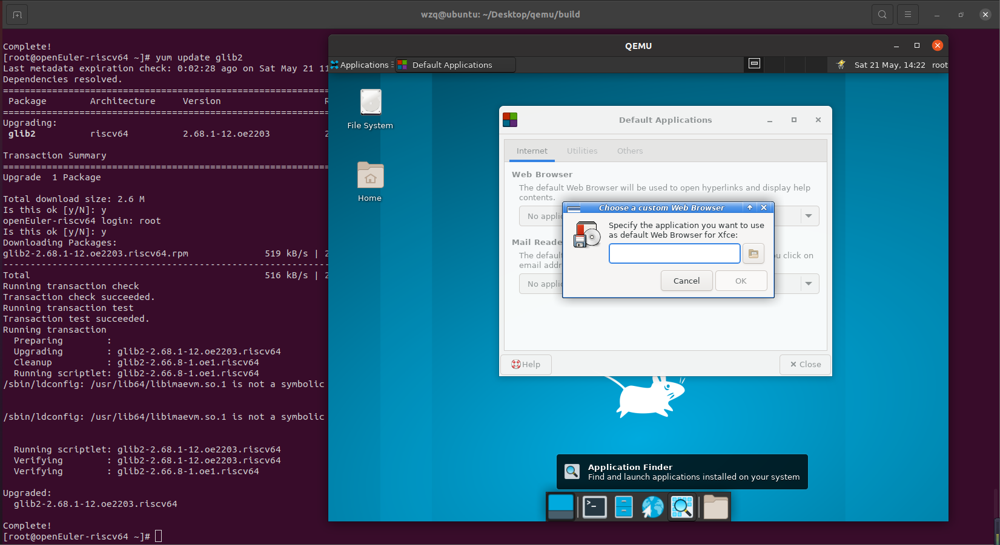 wzq@ubuntu: ~/Desktop/qemu/build
Complete!
[root@openEuler-riscv64 ~]# yum update glib2
Last metadata expiration check: 0:02:28 ago on Sat May 21 11
Dependencies resolved.
================================================================
Package Architecture Version R
================================================================
Upgrading:
glib2 riscv64 2.68.1-12.oe2203 2
Transaction Summary
================================================================
Upgrade 1 Package
Total download size: 2.6 M
Is this ok [y/N]: y
openEuler-riscv64 login: root
Is this ok [y/N]: y
Downloading Packages:
glib2-2.68.1-12.oe2203.riscv64.rpm 519 kB/s | 2
----------------------------------------------------------------
Total 516 kB/s | 2
Running transaction check
Transaction check succeeded.
Running transaction test
Transaction test succeeded.
Running transaction
Preparing :
Upgrading : glib2-2.68.1-12.oe2203.riscv64
Cleanup : glib2-2.66.8-1.oe1.riscv64
Running scriptlet: glib2-2.66.8-1.oe1.riscv64
/sbin/ldconfig: /usr/lib64/libimaevm.so.1 is not a symbolic
/sbin/ldconfig: /usr/lib64/libimaevm.so.1 is not a symbolic
Running scriptlet: glib2-2.68.1-12.oe2203.riscv64
Verifying : glib2-2.68.1-12.oe2203.riscv64
Verifying : glib2-2.66.8-1.oe1.riscv64
Upgraded:
glib2-2.68.1-12.oe2203.riscv64
Complete!
[root@openEuler-riscv64 ~]#
QEMU
Applications Default Applications Sat 21 May, 14:22 root
File System
Home
Default Applications
Internet Utilities Others
Web Browser
The default Web Browser will be used to open hyperlinks and display help
contents.
No applic
Mail Reade
The default u click on
email addr
No applic
Help Close
Choose a custom Web Browser
Specify the application you want to use
as default Web Browser for Xfce:
Cancel OK
Application Finder
Find and launch applications installed on your system
>_